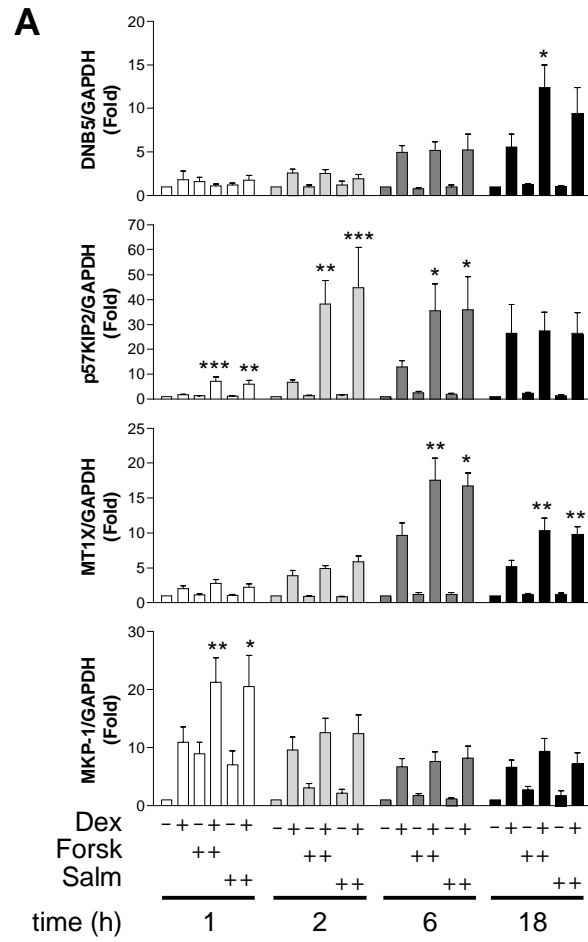 A
DNB5/GAPDH
(Fold)
20
15
10
5
0
*
p57KIP2/GAPDH
(Fold)
70
60
50
40
30
20
10
0
*** ** ** *** * *
MT1X/GAPDH
(Fold)
25
20
15
10
5
0
** * ** **
MKP-1/GAPDH
(Fold)
30
20
10
0
** *
Dex - + - + - + - + - + - + - + - + - + - + - + - +
Forsk + + + + + + + +
Salm + + + + + + + +
time (h) 1 2 6 18